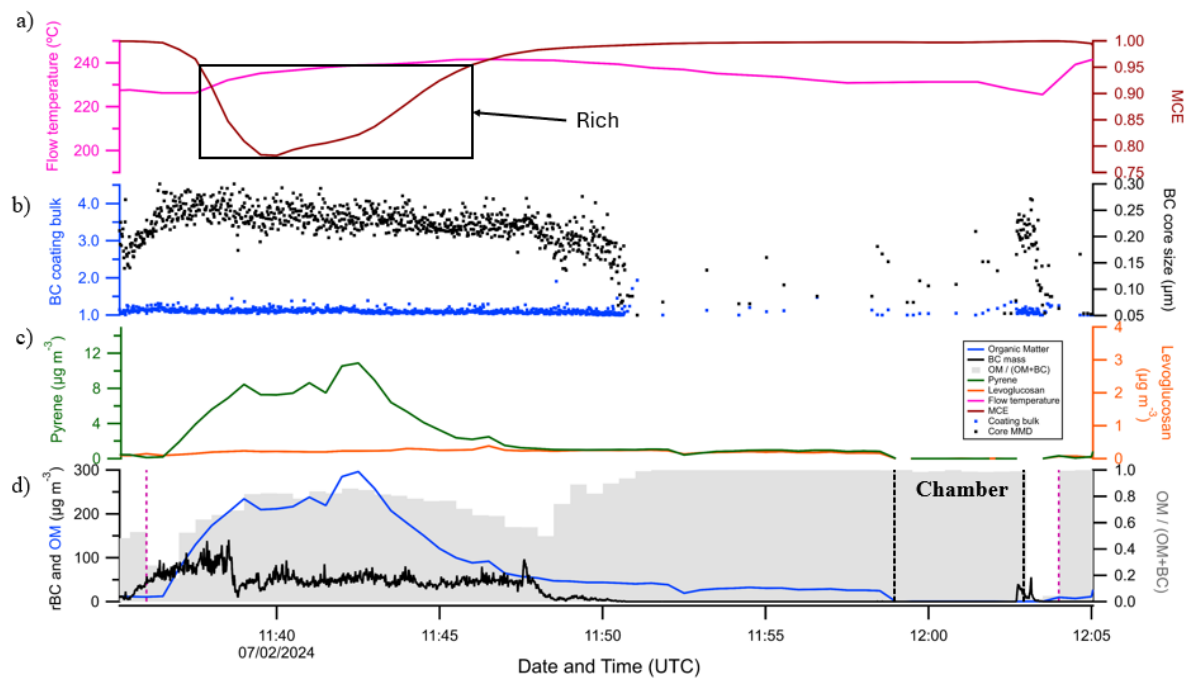 a)
Flow temperature (ºC)
240
220
200
1.00
0.95
0.90
0.85
0.80
0.75
MCE
Rich
b)
BC coating bulk
4.0
3.0
2.0
1.0
0.30
0.25
0.20
0.15
0.10
0.05
BC core size (μm)
c)
Pyrene (μg m⁻³)
12
8
4
0
Organic Matter
BC mass
OM / (OM+BC)
Pyrene
Levoglucosan
Flow temperature
MCE
Coating bulk
Core MMD
4
3
2
1
0
Levoglucosan
(μg m⁻³)
d)
rBC and OM (μg m⁻³)
300
200
100
0
Chamber
1.0
0.8
0.6
0.4
0.2
0.0
OM / (OM+BC)
11:40
11:45
11:50
11:55
12:00
12:05
07/02/2024
Date and Time (UTC)